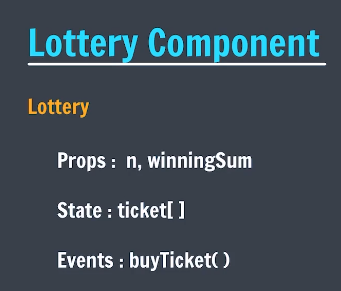 Lottery Component
Lottery
Props : n, winningSum
State : ticket[ ]
Events : buyTicket( )